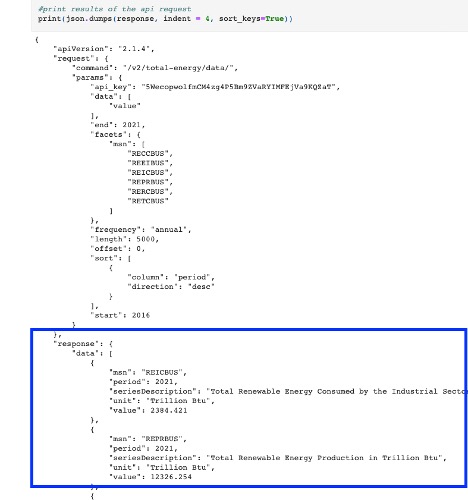 #print results of the api request
print(json.dumps(response, indent = 4, sort_keys=True))
{
"apiVersion": "2.1.4",
"request": {
"command": "/v2/total-energy/data/",
"params": {
"api_key":
"data": [
"value"
],
"end": 2021,
"facets": {
"msn": [
"RECCBUS",
"REEIBUS",
"REICBUS",
"REPRBUS",
"RERCBUS",
"RETCBUS"
]
},
"frequency": "annual",
"length": 5000,
"offset": 0,
"sort": [
{
"column": "period",
"direction": "desc"
}
],
"start": 2016
}
},
"response": {
"data": [
{
"msn": "REICBUS",
"period": 2021,
"seriesDescription": "Total Renewable Energy Consumed by the Industrial Secto
"unit": "Trillion Btu",
"value": 2384.421
},
{
"msn": "REPRBUS",
"period": 2021,
"seriesDescription": "Total Renewable Energy Production in Trillion Btu",
"unit": "Trillion Btu",
"value": 12326.254
},
{